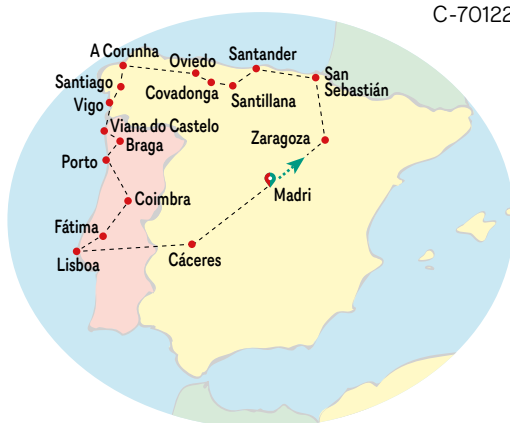 C-70122
A Corunha
Oviedo
Santander
Santiago
Covadonga
Santillana
San
Sebastián
Vigo
Viana do Castelo
Braga
Zaragoza
Porto
Madri
Coimbra
Fátima
Lisboa
Cáceres